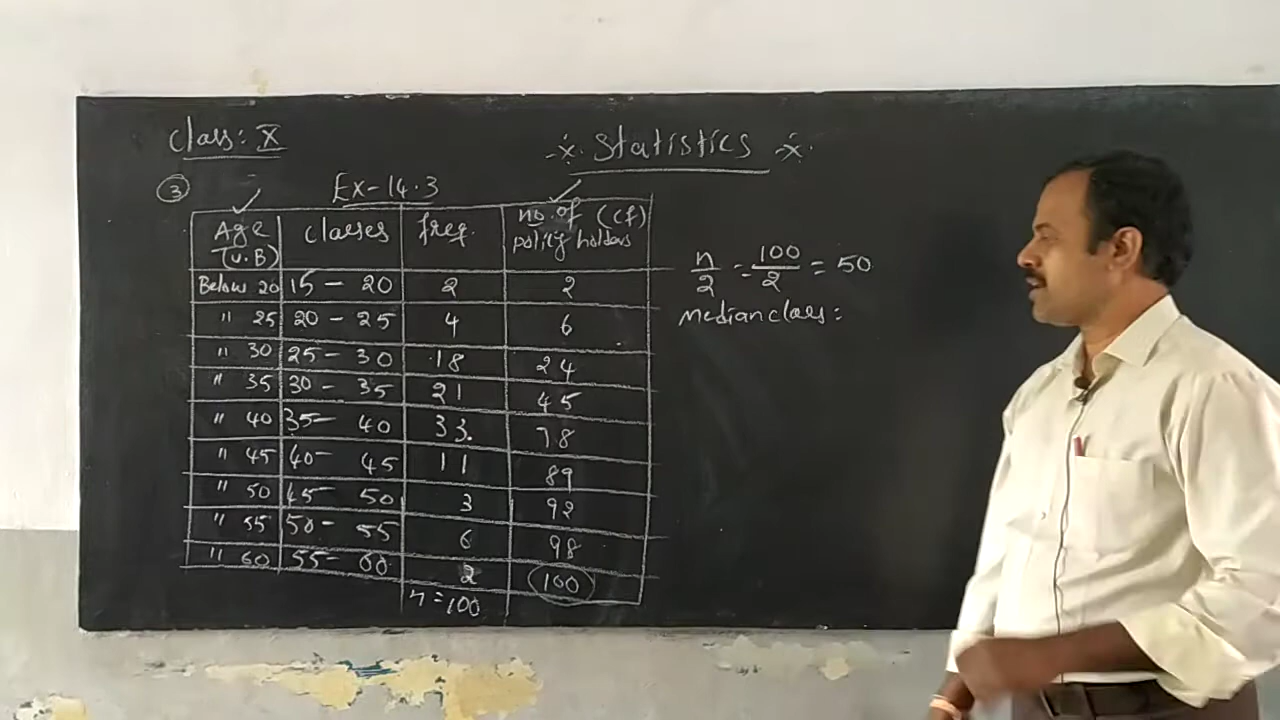 Class: X
-x. Statistics -x.
3
Ex-14.3
Age (U.B) classes freq. no. of (cf) policy holders
Below 20 15 - 20 2 2
" 25 20 - 25 4 6
" 30 25 - 30 18 24
" 35 30 - 35 21 45
" 40 35- 40 33. 78
" 45 40- 45 11 89
" 50 45- 50 3 92
" 55 50- 55 6 98
" 60 55- 60 2 100
n=100
n/2 = 100/2 = 50
Median class: